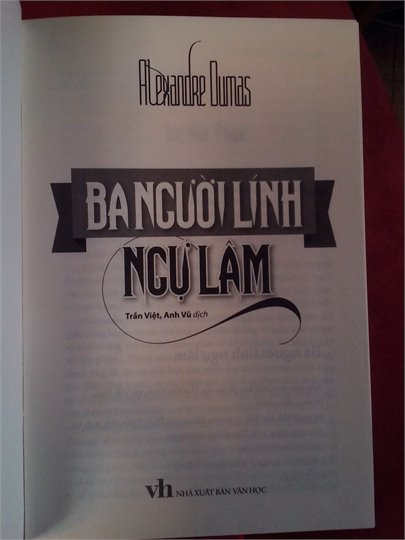 Alexandre Dumas
BA NGƯỜI LÍNH
NGỰ LÂM
Trần Việt, Anh Vũ dịch
vh NHÀ XUẤT BẢN VĂN HỌC